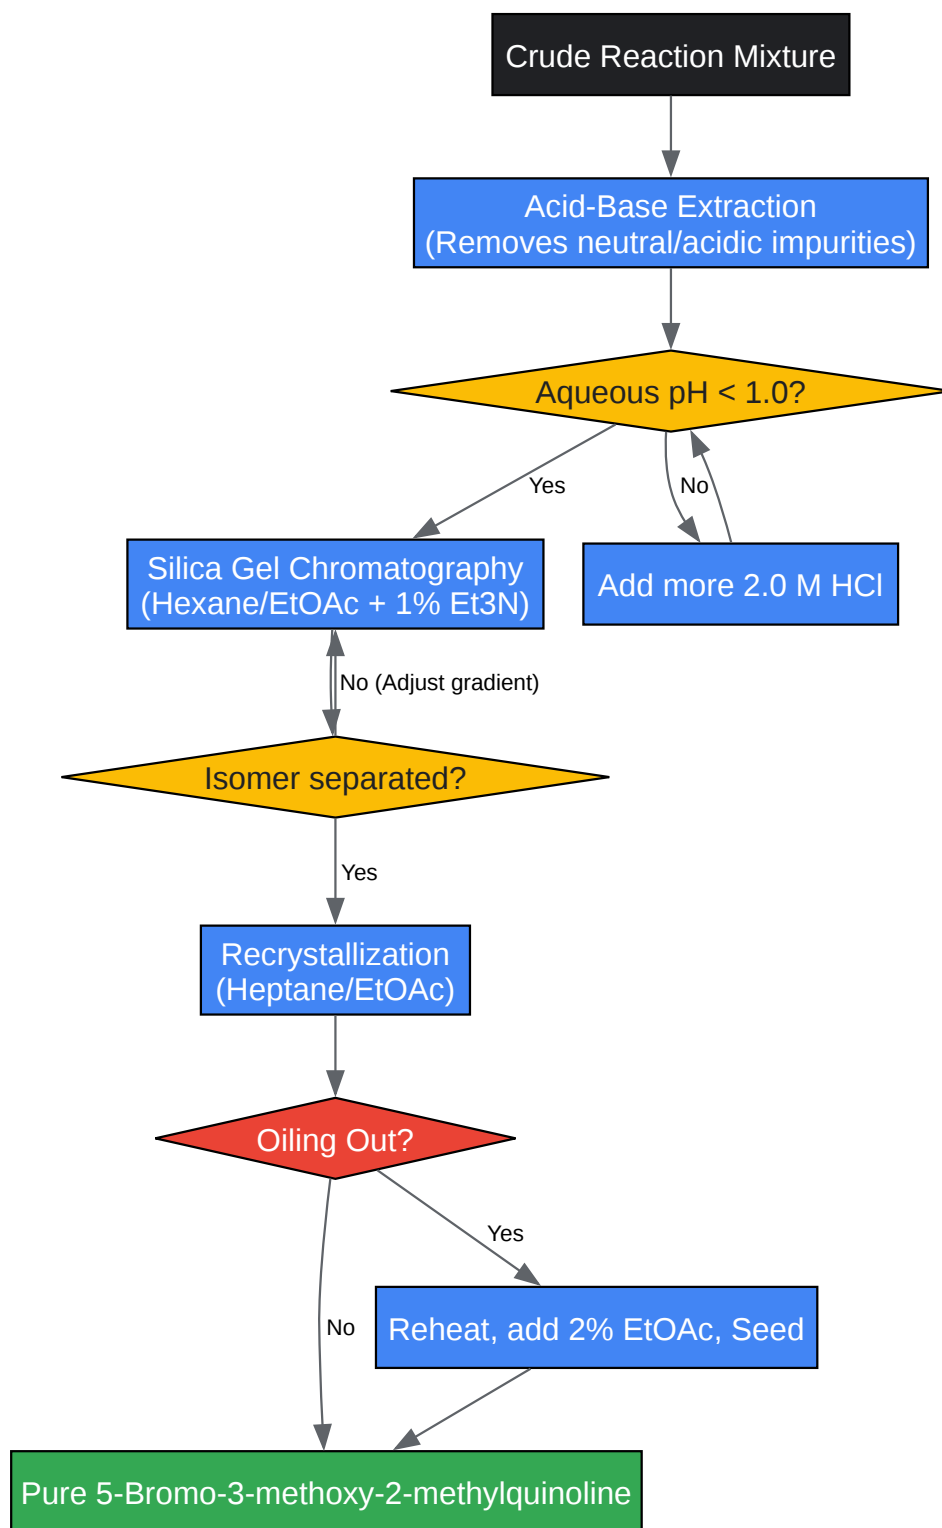 Crude Reaction Mixture
Acid-Base Extraction
(Removes neutral/acidic impurities)
Aqueous pH < 1.0?
Yes
No
Silica Gel Chromatography
(Hexane/EtOAc + 1% Et3N)
Add more 2.0 M HCl
No (Adjust gradient)
Isomer separated?
Yes
Recrystallization
(Heptane/EtOAc)
Oiling Out?
Yes
No
Reheat, add 2% EtOAc, Seed
Pure 5-Bromo-3-methoxy-2-methylquinoline